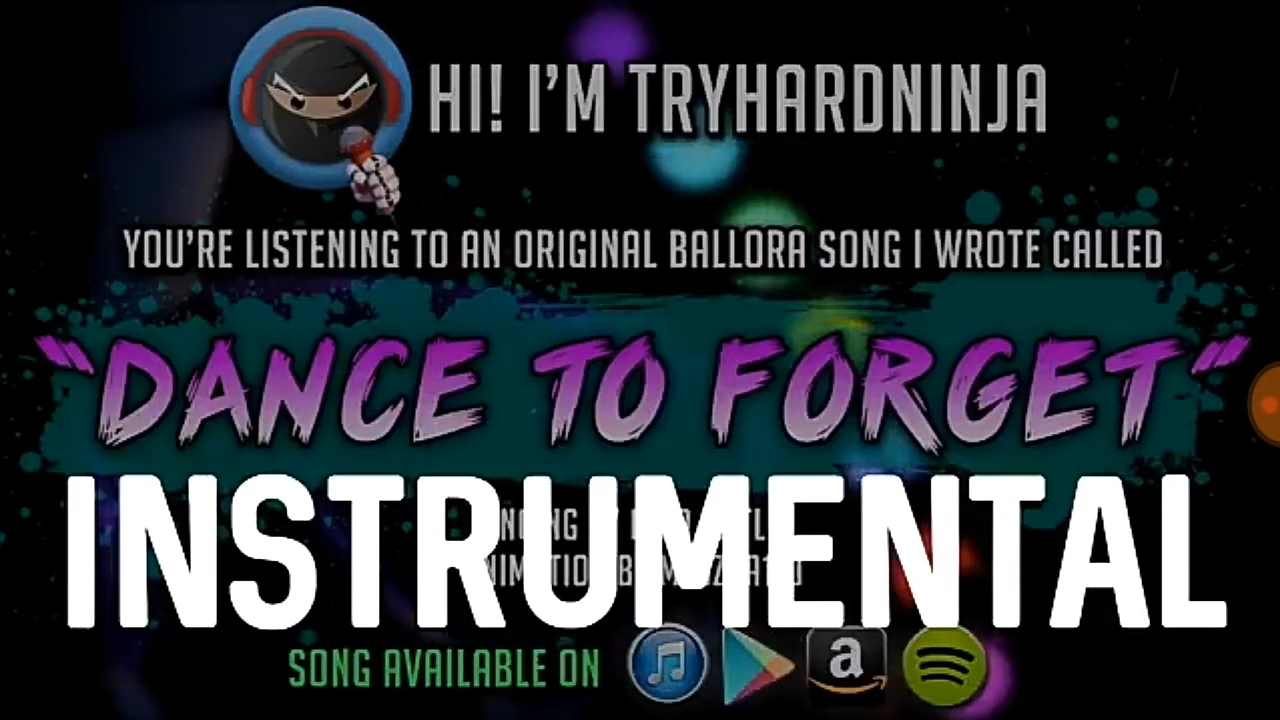 HI! I'M TRYHARDNINJA
YOU'RE LISTENING TO AN ORIGINAL BALLORA SONG I WROTE CALLED
"DANCE TO FORGET"
INSTRUMENTAL
SONG AVAILABLE ON
a